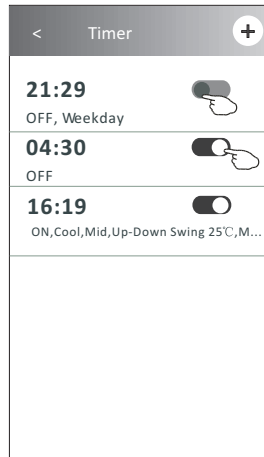 < Timer +
21:29
OFF, Weekday
04:30
OFF
16:19
ON,Cool,Mid,Up-Down Swing 25℃,M...